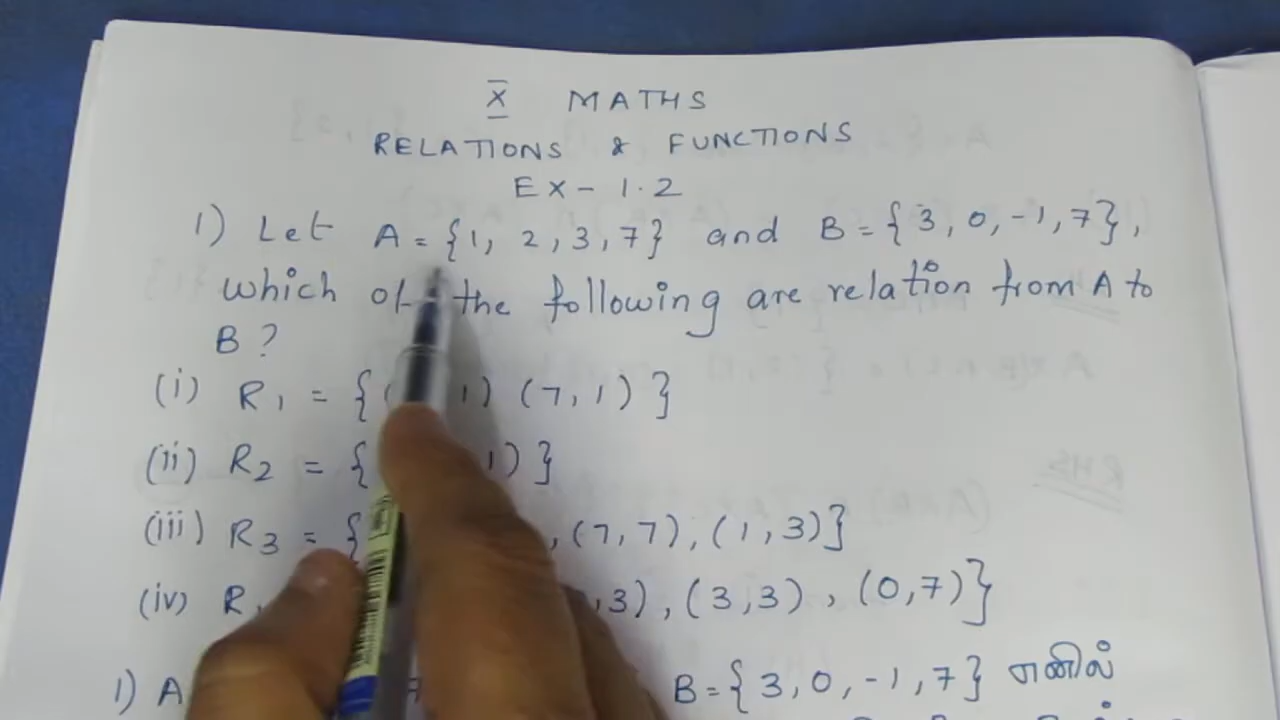 X MATHS
RELATIONS & FUNCTIONS
EX - 1.2
1) Let A = {1, 2, 3, 7} and B = {3, 0, -1, 7},
which of the following are relation from A to
B?
(i) R1 = {( 1) (7, 1)}
(ii) R2 = { 1)}
(iii) R3 = { , (7, 7), (1, 3)}
(iv) R , 3), (3, 3), (0, 7)}
1) A 7 B = {3, 0, -1, 7} எனில்